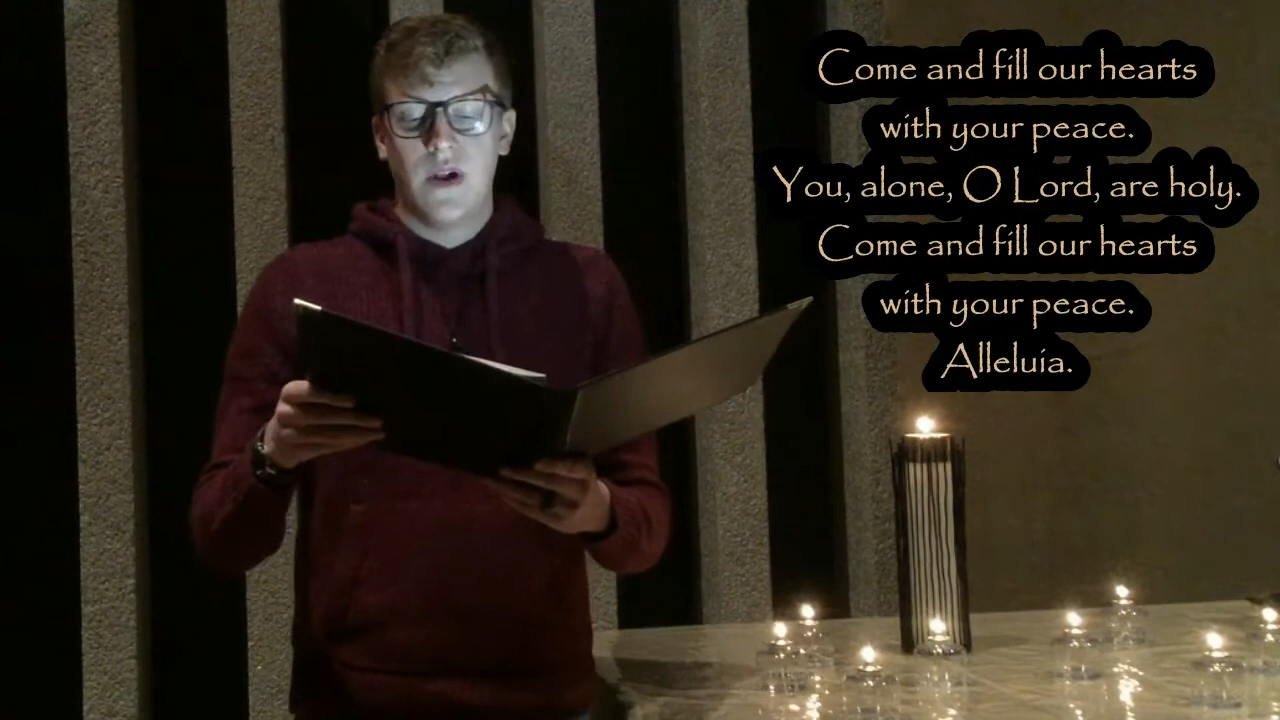 Come and fill our hearts
with your peace.
You, alone, O Lord, are holy.
Come and fill our hearts
with your peace.
Alleluia.